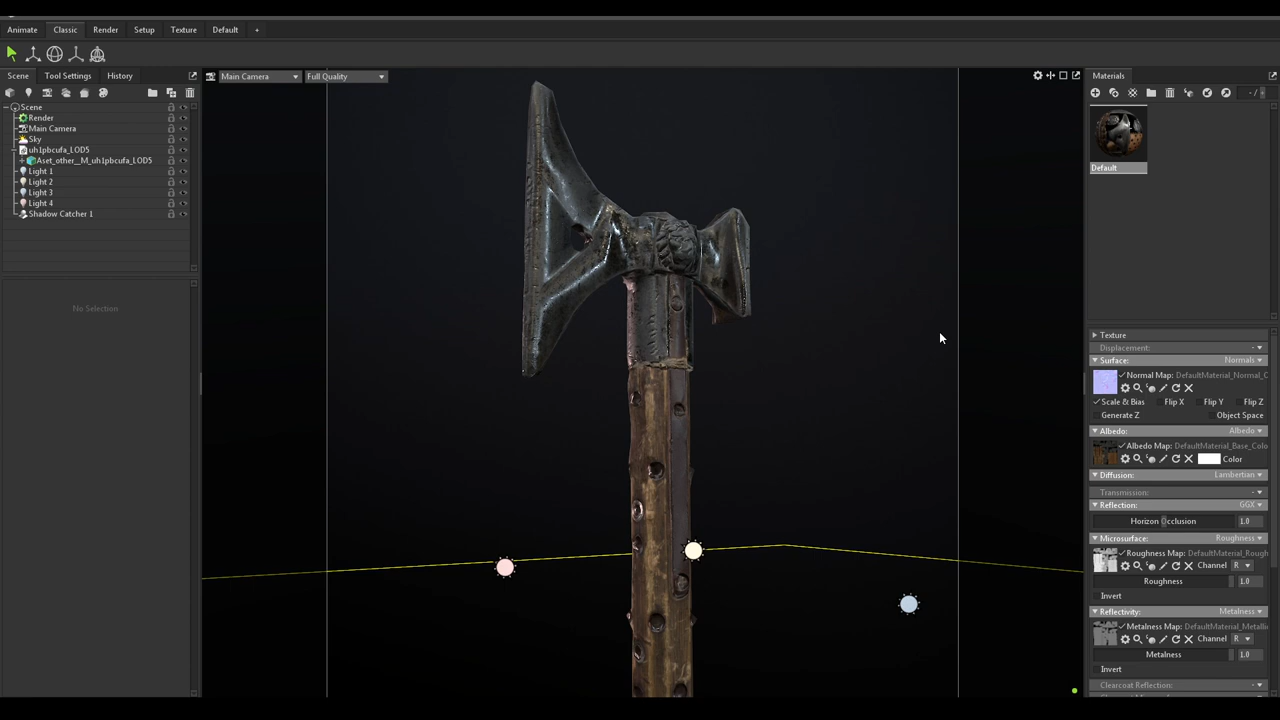 Animate Classic Render Setup Texture Default +
Scene Tool Settings History Main Camera Full Quality Materials
Scene
Render
Main Camera
Sky
uh1pbcufa_LOD5
Aset_other__M_uh1pbcufa_LOD5
Light 1
Light 2
Light 3
Light 4
Shadow Catcher 1
No Selection
- /
Default
Texture
Displacement: -
Surface: Normals
Normal Map: DefaultMaterial_Normal_
Scale & Bias Flip X Flip Y Flip Z
Generate Z Object Space
Albedo: Albedo
Albedo Map: DefaultMaterial_Base_Colo
Color
Diffusion: Lambertian
Transmission: -
Reflection: GGX
Horizon Occlusion 1.0
Microsurface: Roughness
Roughness Map: DefaultMaterial_Rough
Channel R
Roughness 1.0
Invert
Reflectivity: Metalness
Metalness Map: DefaultMaterial_Metalli
Channel R
Metalness 1.0
Invert
Clearcoat Reflection: -